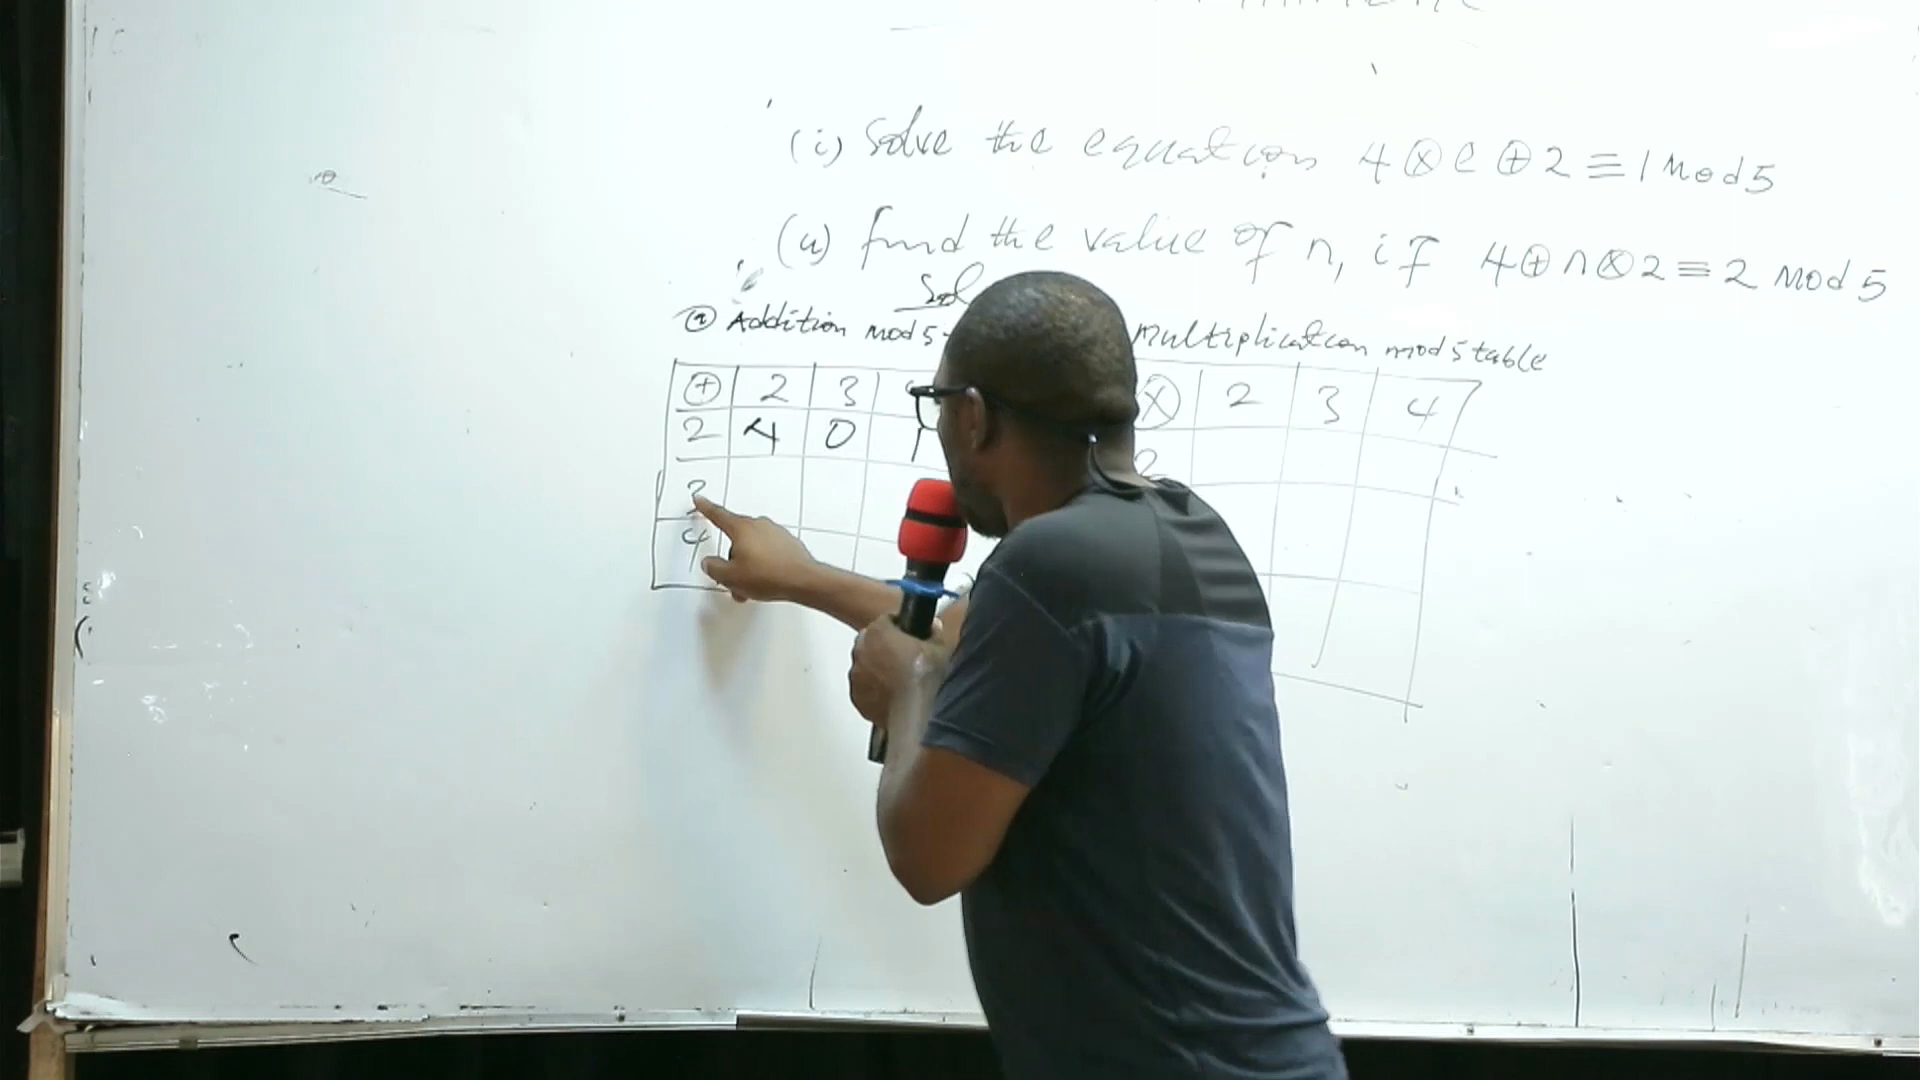 (i) Solve the equation 4 ⊗ e ⊕ 2 ≡ 1 Mod 5
(ii) find the value of n, if 4 ⊕ n ⊗ 2 ≡ 2 Mod 5
Sol
(a) Addition mod 5
Multiplication mod 5 table
⊕ 2 3
2 4 0 1
3
4
⊗ 2 3 4
2